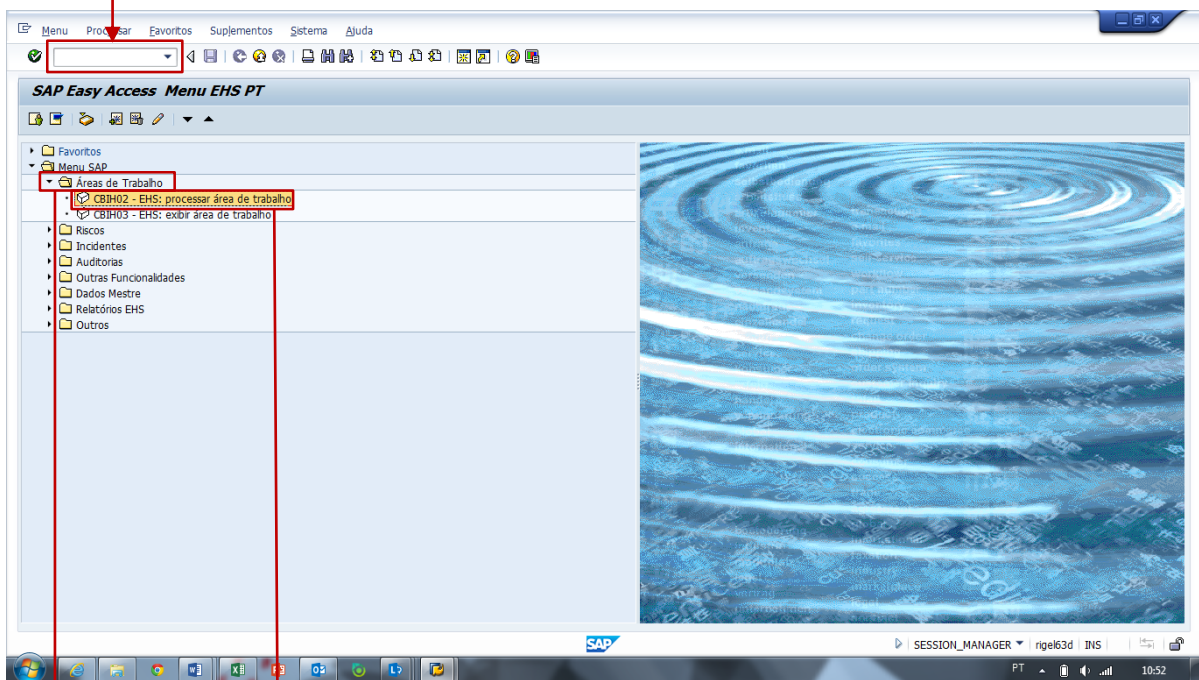 Menu Processar Favoritos Suplementos Sistema Ajuda
SAP Easy Access Menu EHS PT
Favoritos
Menu SAP
Áreas de Trabalho
CBIH02 - EHS: processar área de trabalho
CBIH03 - EHS: exibir área de trabalho
Riscos
Incidentes
Auditorias
Outras Funcionalidades
Dados Mestre
Relatórios EHS
Outros
SAP
SESSION_MANAGER rigel63d INS
PT 10:52